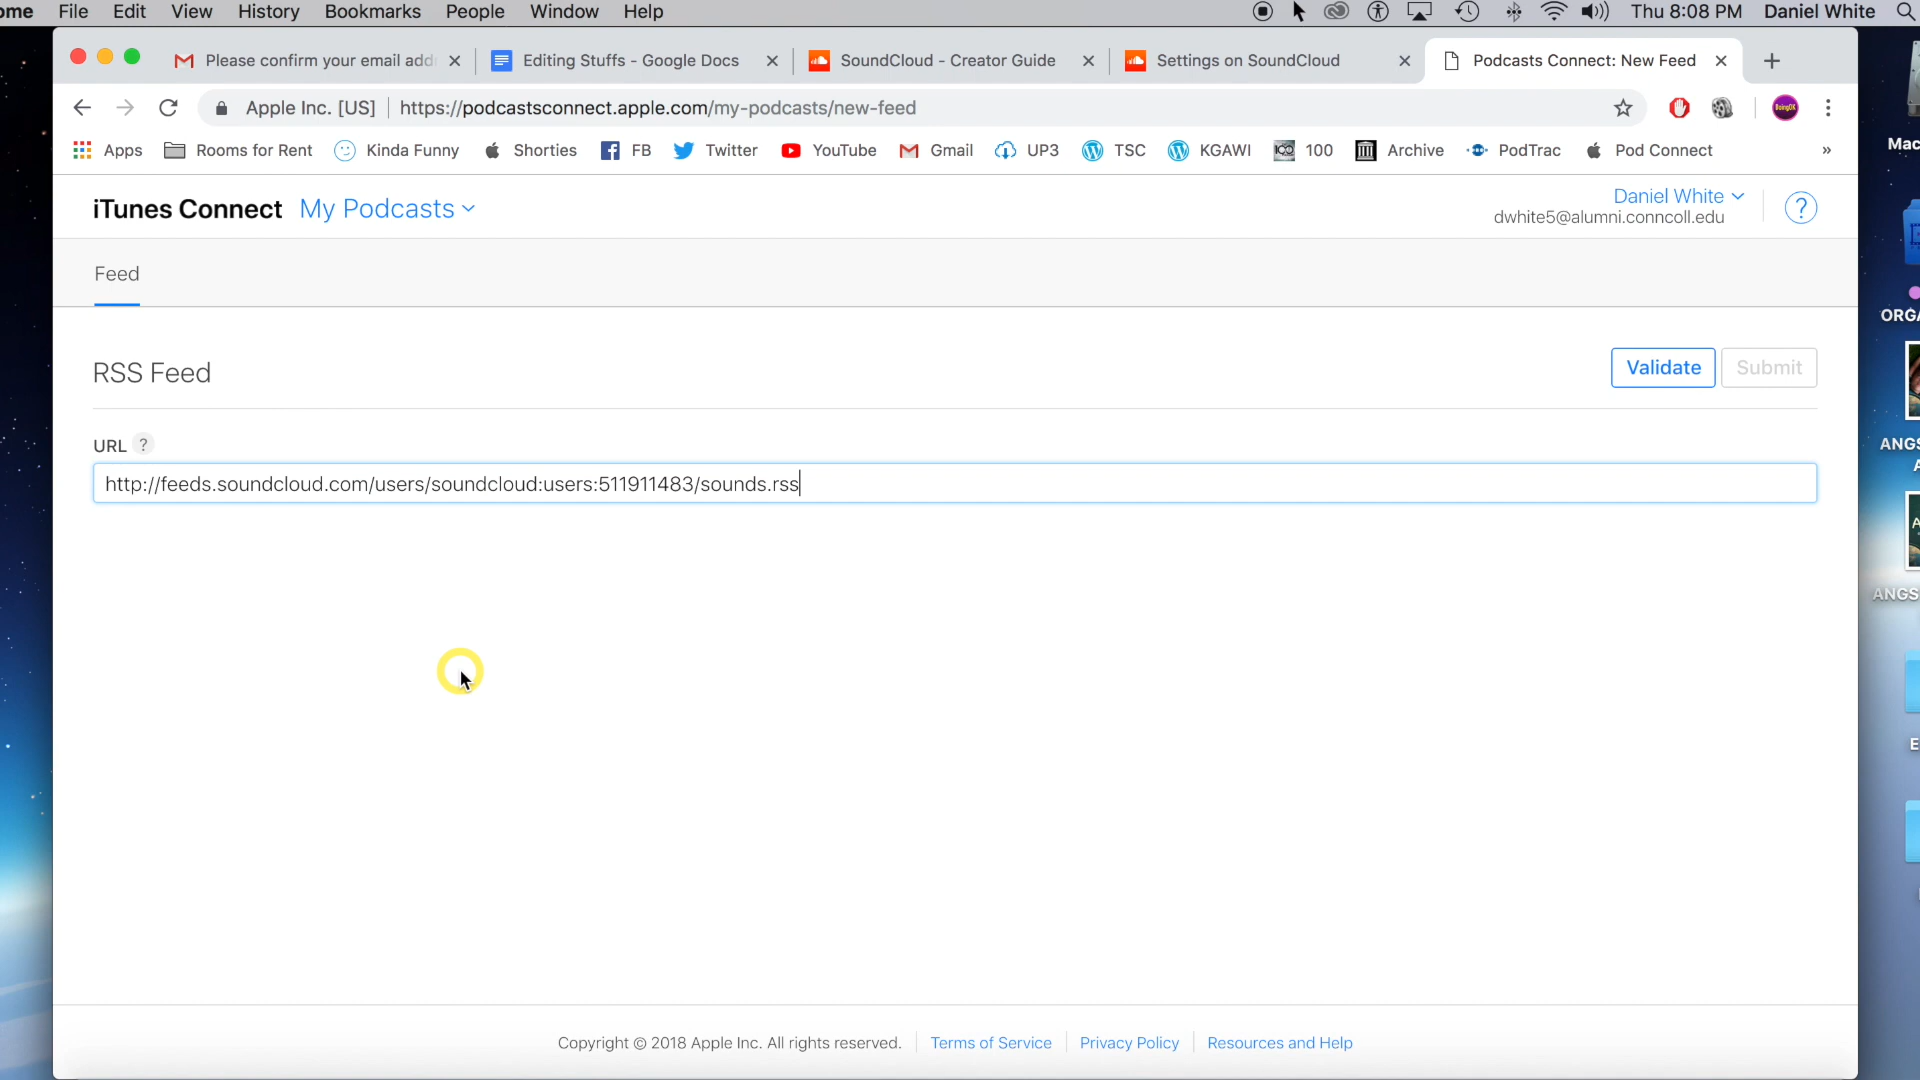 File Edit View History Bookmarks People Window Help Thu 8:08 PM Daniel White
Please confirm your email add Editing Stuffs - Google Docs SoundCloud - Creator Guide Settings on SoundCloud Podcasts Connect: New Feed
Apple Inc. [US] https://podcastsconnect.apple.com/my-podcasts/new-feed
Apps Rooms for Rent Kinda Funny Shorties FB Twitter YouTube Gmail UP3 TSC KGAWI 100 Archive PodTrac Pod Connect »
iTunes Connect My Podcasts
Daniel White
dwhite5@alumni.conncoll.edu
?
Feed
RSS Feed
Validate Submit
URL ?
http://feeds.soundcloud.com/users/soundcloud:users:511911483/sounds.rss
Copyright © 2018 Apple Inc. All rights reserved. Terms of Service Privacy Policy Resources and Help